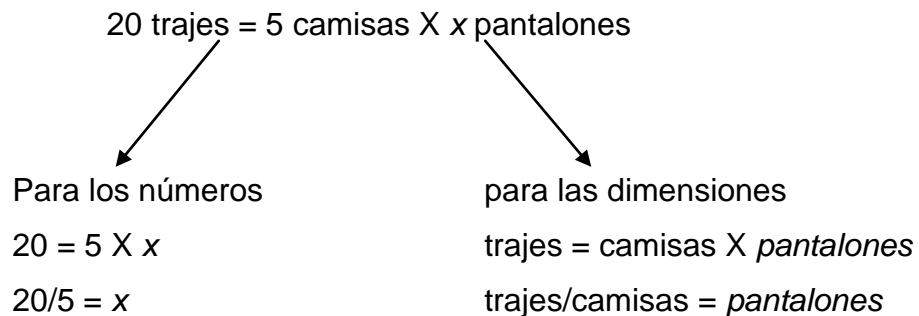 20 trajes = 5 camisas X x pantalones
Para los números
20 = 5 X x
20/5 = x
para las dimensiones
trajes = camisas X pantalones
trajes/camisas = pantalones